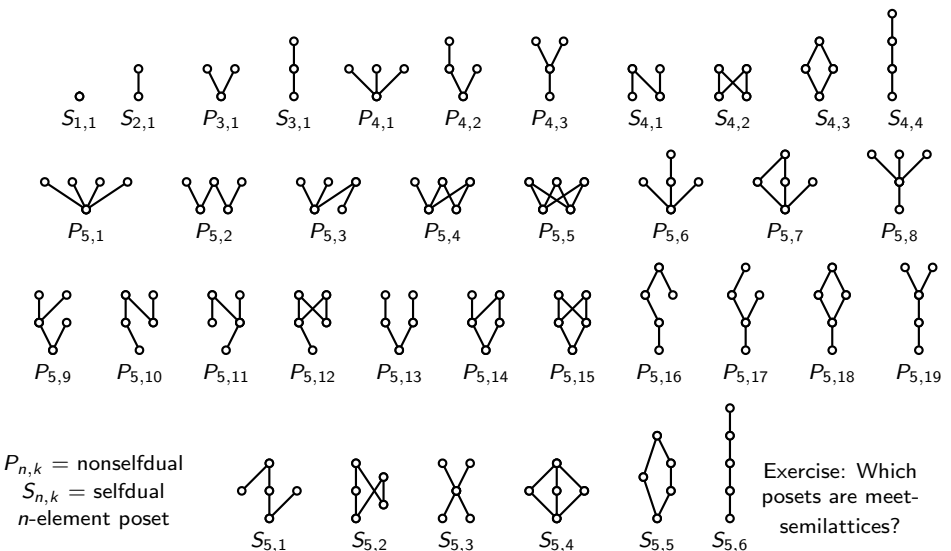 S1,1 S2,1 P3,1 S3,1 P4,1 P4,2 P4,3 S4,1 S4,2 S4,3 S4,4
P5,1 P5,2 P5,3 P5,4 P5,5 P5,6 P5,7 P5,8
P5,9 P5,10 P5,11 P5,12 P5,13 P5,14 P5,15 P5,16 P5,17 P5,18 P5,19
Pn,k = nonselfdual
Sn,k = selfdual
n-element poset
S5,1 S5,2 S5,3 S5,4 S5,5 S5,6
Exercise: Which
posets are meet-
semilattices?